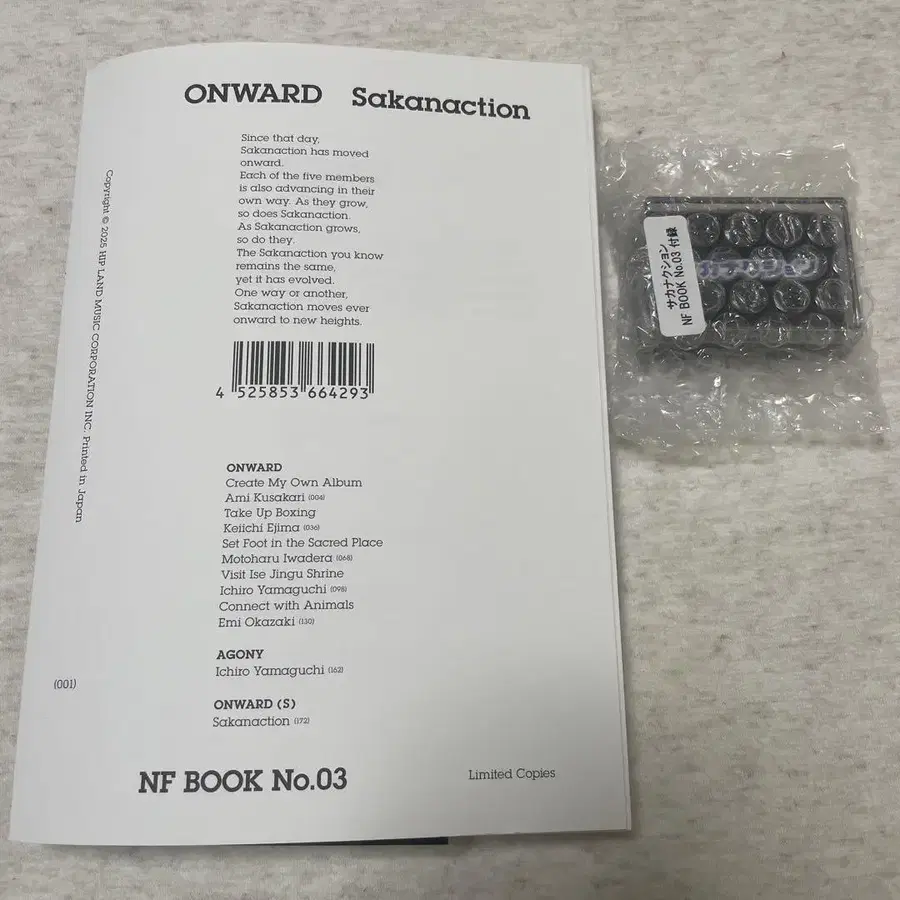 ONWARD Sakanaction
Since that day,
Sakanaction has moved
onward.
Each of the five members
is also advancing in their
own way. As they grow,
so does Sakanaction.
As Sakanaction grows,
so do they.
The Sakanaction you know
remains the same,
yet it has evolved.
One way or another,
Sakanaction moves ever
onward to new heights.
4 525853 664293
Copyright © 2025 HIP LAND MUSIC CORPORATION INC. Printed in Japan
ONWARD
Create My Own Album
Ami Kusakari (004)
Take Up Boxing
Keiichi Ejima (036)
Set Foot in the Sacred Place
Motoharu Iwadera (068)
Visit Ise Jingu Shrine
Ichiro Yamaguchi (098)
Connect with Animals
Emi Okazaki (130)
AGONY
Ichiro Yamaguchi (162)
ONWARD (S)
Sakanaction (172)
(001)
NF BOOK No.03
Limited Copies
サカナクション
NF BOOK No.03 付録